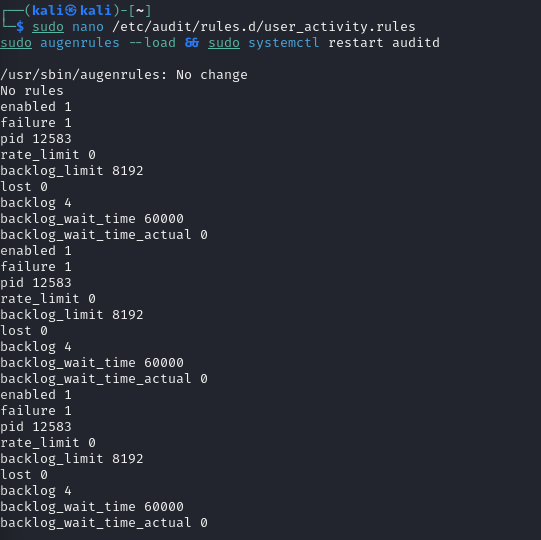 ┌──(kali㉿kali)-[~]
└─$ sudo nano /etc/audit/rules.d/user_activity.rules
sudo augenrules --load && sudo systemctl restart auditd
/usr/sbin/augenrules: No change
No rules
enabled 1
failure 1
pid 12583
rate_limit 0
backlog_limit 8192
lost 0
backlog 4
backlog_wait_time 60000
backlog_wait_time_actual 0
enabled 1
failure 1
pid 12583
rate_limit 0
backlog_limit 8192
lost 0
backlog 4
backlog_wait_time 60000
backlog_wait_time_actual 0
enabled 1
failure 1
pid 12583
rate_limit 0
backlog_limit 8192
lost 0
backlog 4
backlog_wait_time 60000
backlog_wait_time_actual 0